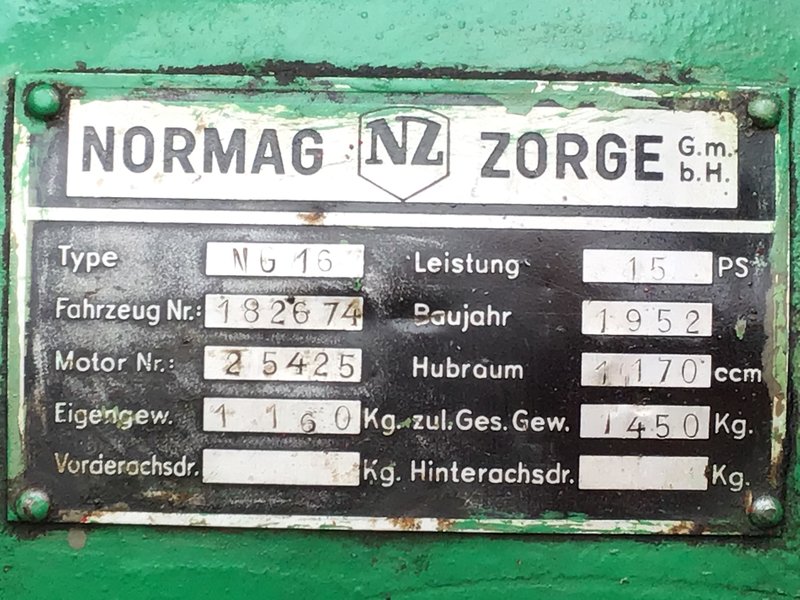 NORMAG NZ ZORGE G.m.b.H.
Type NG 16 Leistung 15 PS
Fahrzeug Nr.: 182674 Baujahr 1952
Motor Nr.: 25425 Hubraum 1170 ccm
Eigengew. 1160 Kg. zul. Ges. Gew. 1450 Kg.
Vorderachsdr. Kg. Hinterachsdr. Kg.